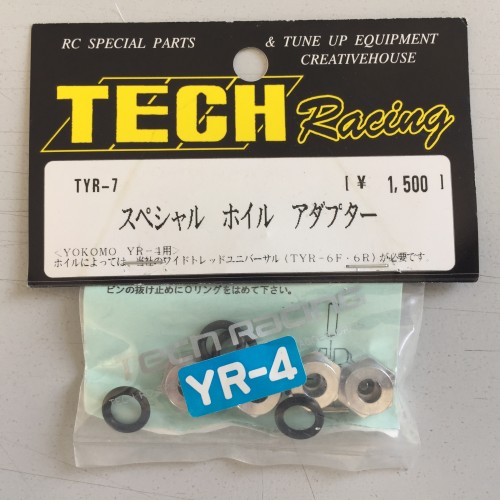 RC SPECIAL PARTS & TUNE UP EQUIPMENT
CREATIVEHOUSE
TECH Racing
TYR-7 [ ¥ 1,500 ]
スペシャル ホイル アダプター
<YOKOMO YR-4用>
ホイルによっては、当社のワイドトレッドユニバーサル(TYR-6F・6R)が必要です
ピンの抜け止めにOリングをはめて下さい。
TECH Racing
YR-4